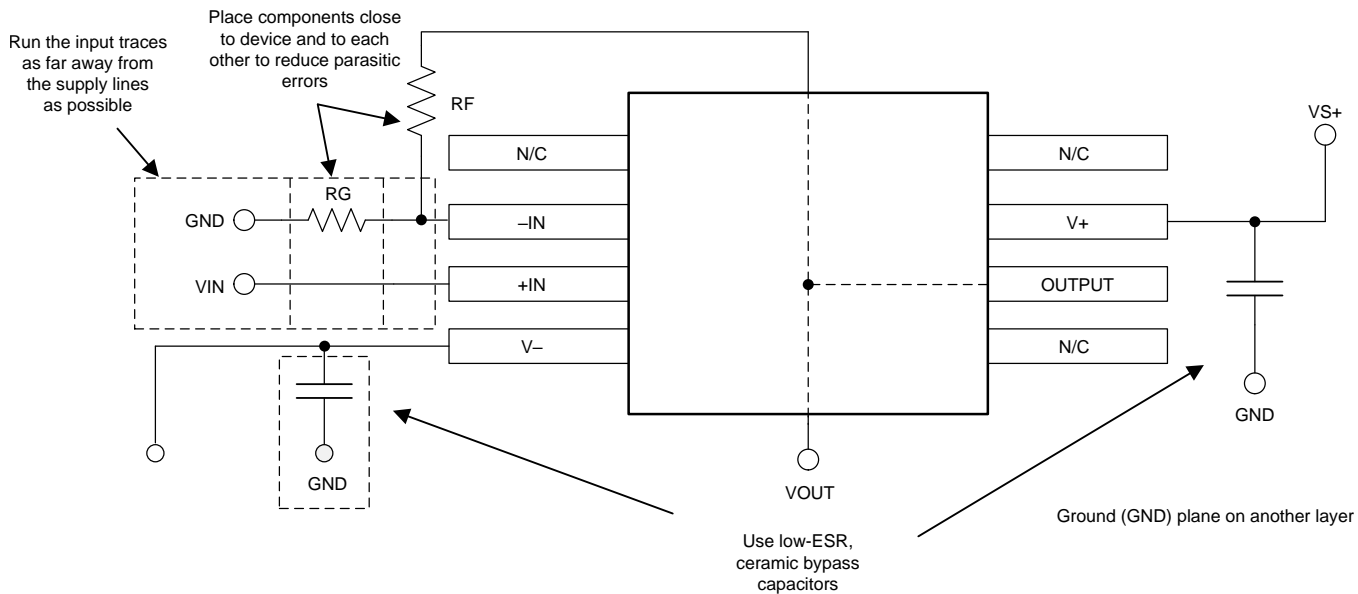 Place components close
to device and to each
other to reduce parasitic
errors
Run the input traces
as far away from
the supply lines
as possible
RF
VS+
N/C
N/C
RG
GND
–IN
V+
VIN
+IN
OUTPUT
V–
N/C
GND
GND
VOUT
Ground (GND) plane on another layer
Use low-ESR,
ceramic bypass
capacitors